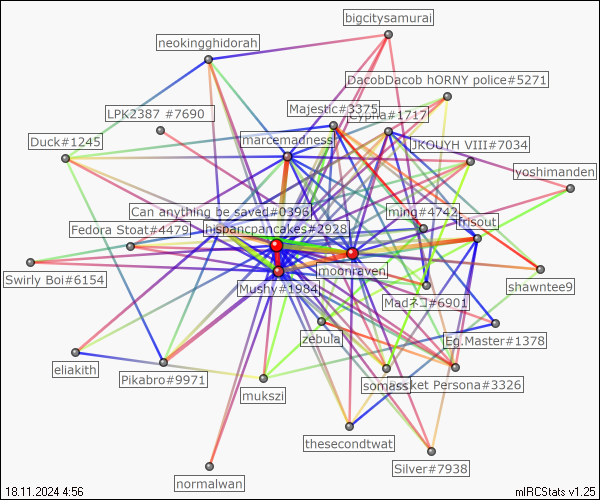 bigcitysamurai
neokingghidorah
DacobDacob hORNY police#5271
LPK2387 #7690
Majestic#3375
Cypha#1717
Duck#1245
marcemadness
JKOUYH VIII#7034
yoshimanden
Can anything be saved#0396
ming#4742
Fedora Stoat#4479
hispancpancakes#2928
frisout
Swirly Boi#6154
moonraven
Mushy#1984
shawntee9
Madネコ#6901
zebula
Eg.Master#1378
eliakith
Pikabro#9971
mukszi
somass
Pocket Persona#3326
thesecondtwat
normalwan
Silver#7938
18.11.2024 4:56
mIRCStats v1.25